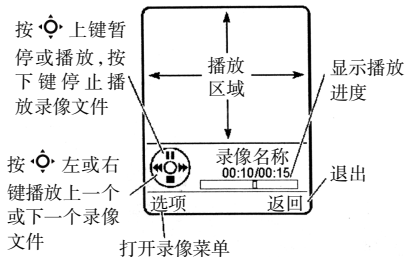 按上键暂
停或播放,按
下键停止播
放录像文件
播放
区域
显示播放
进度
按左或右
键播放上一个
或下一个录像
文件
录像名称
00:10/00:15
退出
选项
返回
打开录像菜单